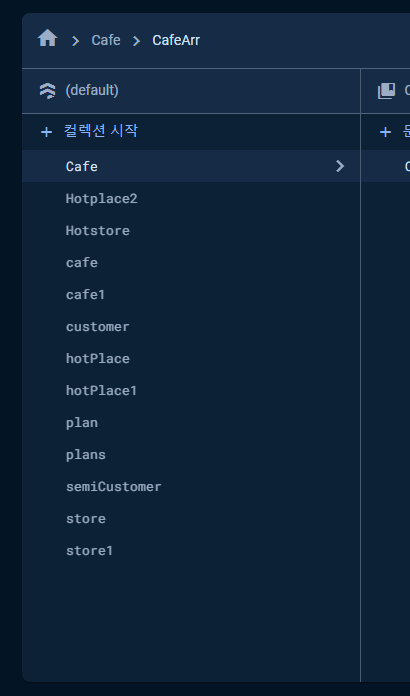 Cafe CafeArr
(default)
+ 컬렉션 시작 +
Cafe
Hotplace2
Hotstore
cafe
cafe1
customer
hotPlace
hotPlace1
plan
plans
semiCustomer
store
store1